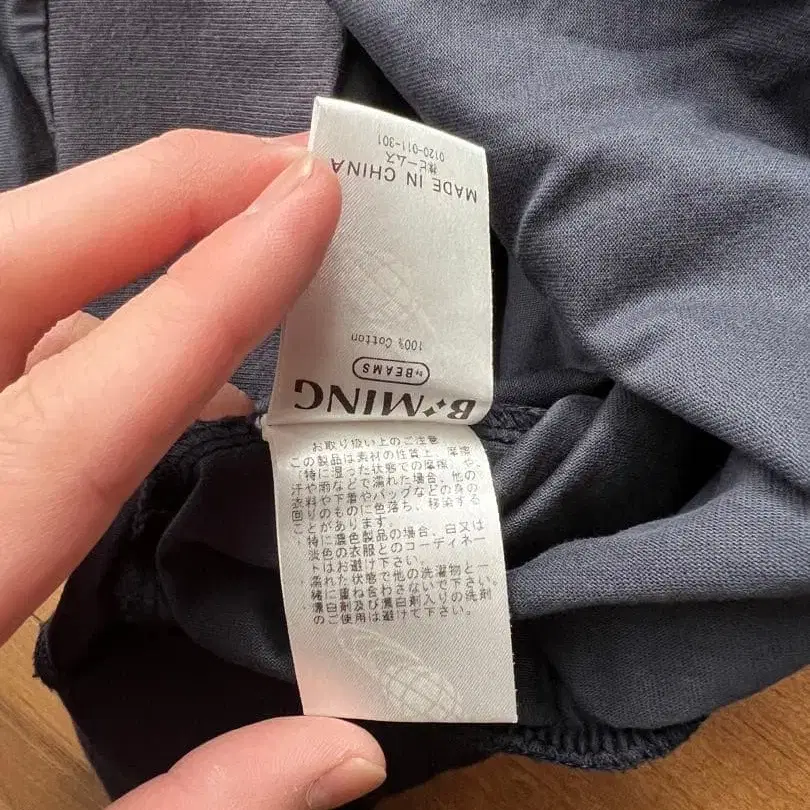 B✧MING
by BEAMS
100% Cotton
MADE IN CHINA
株ビームス
0120-011-301
お取り扱い上のご注意
この製品は素材の性質上、摩擦
(特に湿った状態での摩擦)や、
汗や雨などで濡れた場合、他の
衣料や下着やバッグなどの身の
回りのものに色落ち、移染する
ことがあります。
・特に濃色製品の場合、白又は
淡色の衣服とのコーディネー
トはお避け下さい。
・濡れた状態で他の洗濯物と一
緒に重ね合わさないで下さい。
・漂白剤及び漂白剤入りの洗剤
のご使用は避けて下さい。